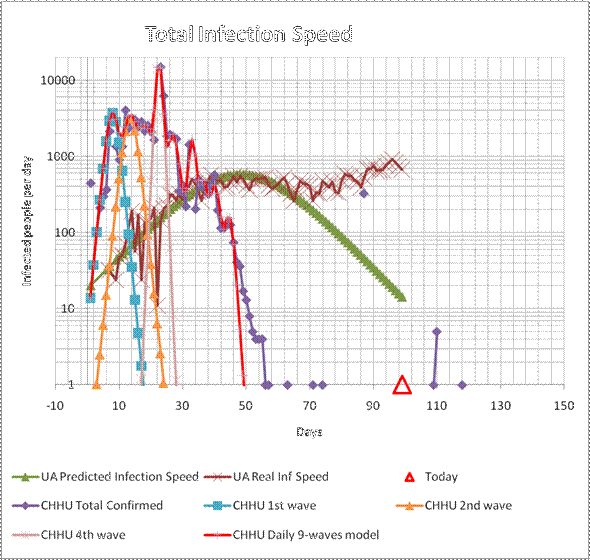 Total Infection Speed
Infected people per day
10000
1000
100
10
1
-10 10 30 50 70 90 110 130 150
Days
UA Predicted Infection Speed UA Real Inf Speed Today
CHHU Total Confirmed CHHU 1st wave CHHU 2nd wave
CHHU 4th wave CHHU Daily 9-waves model